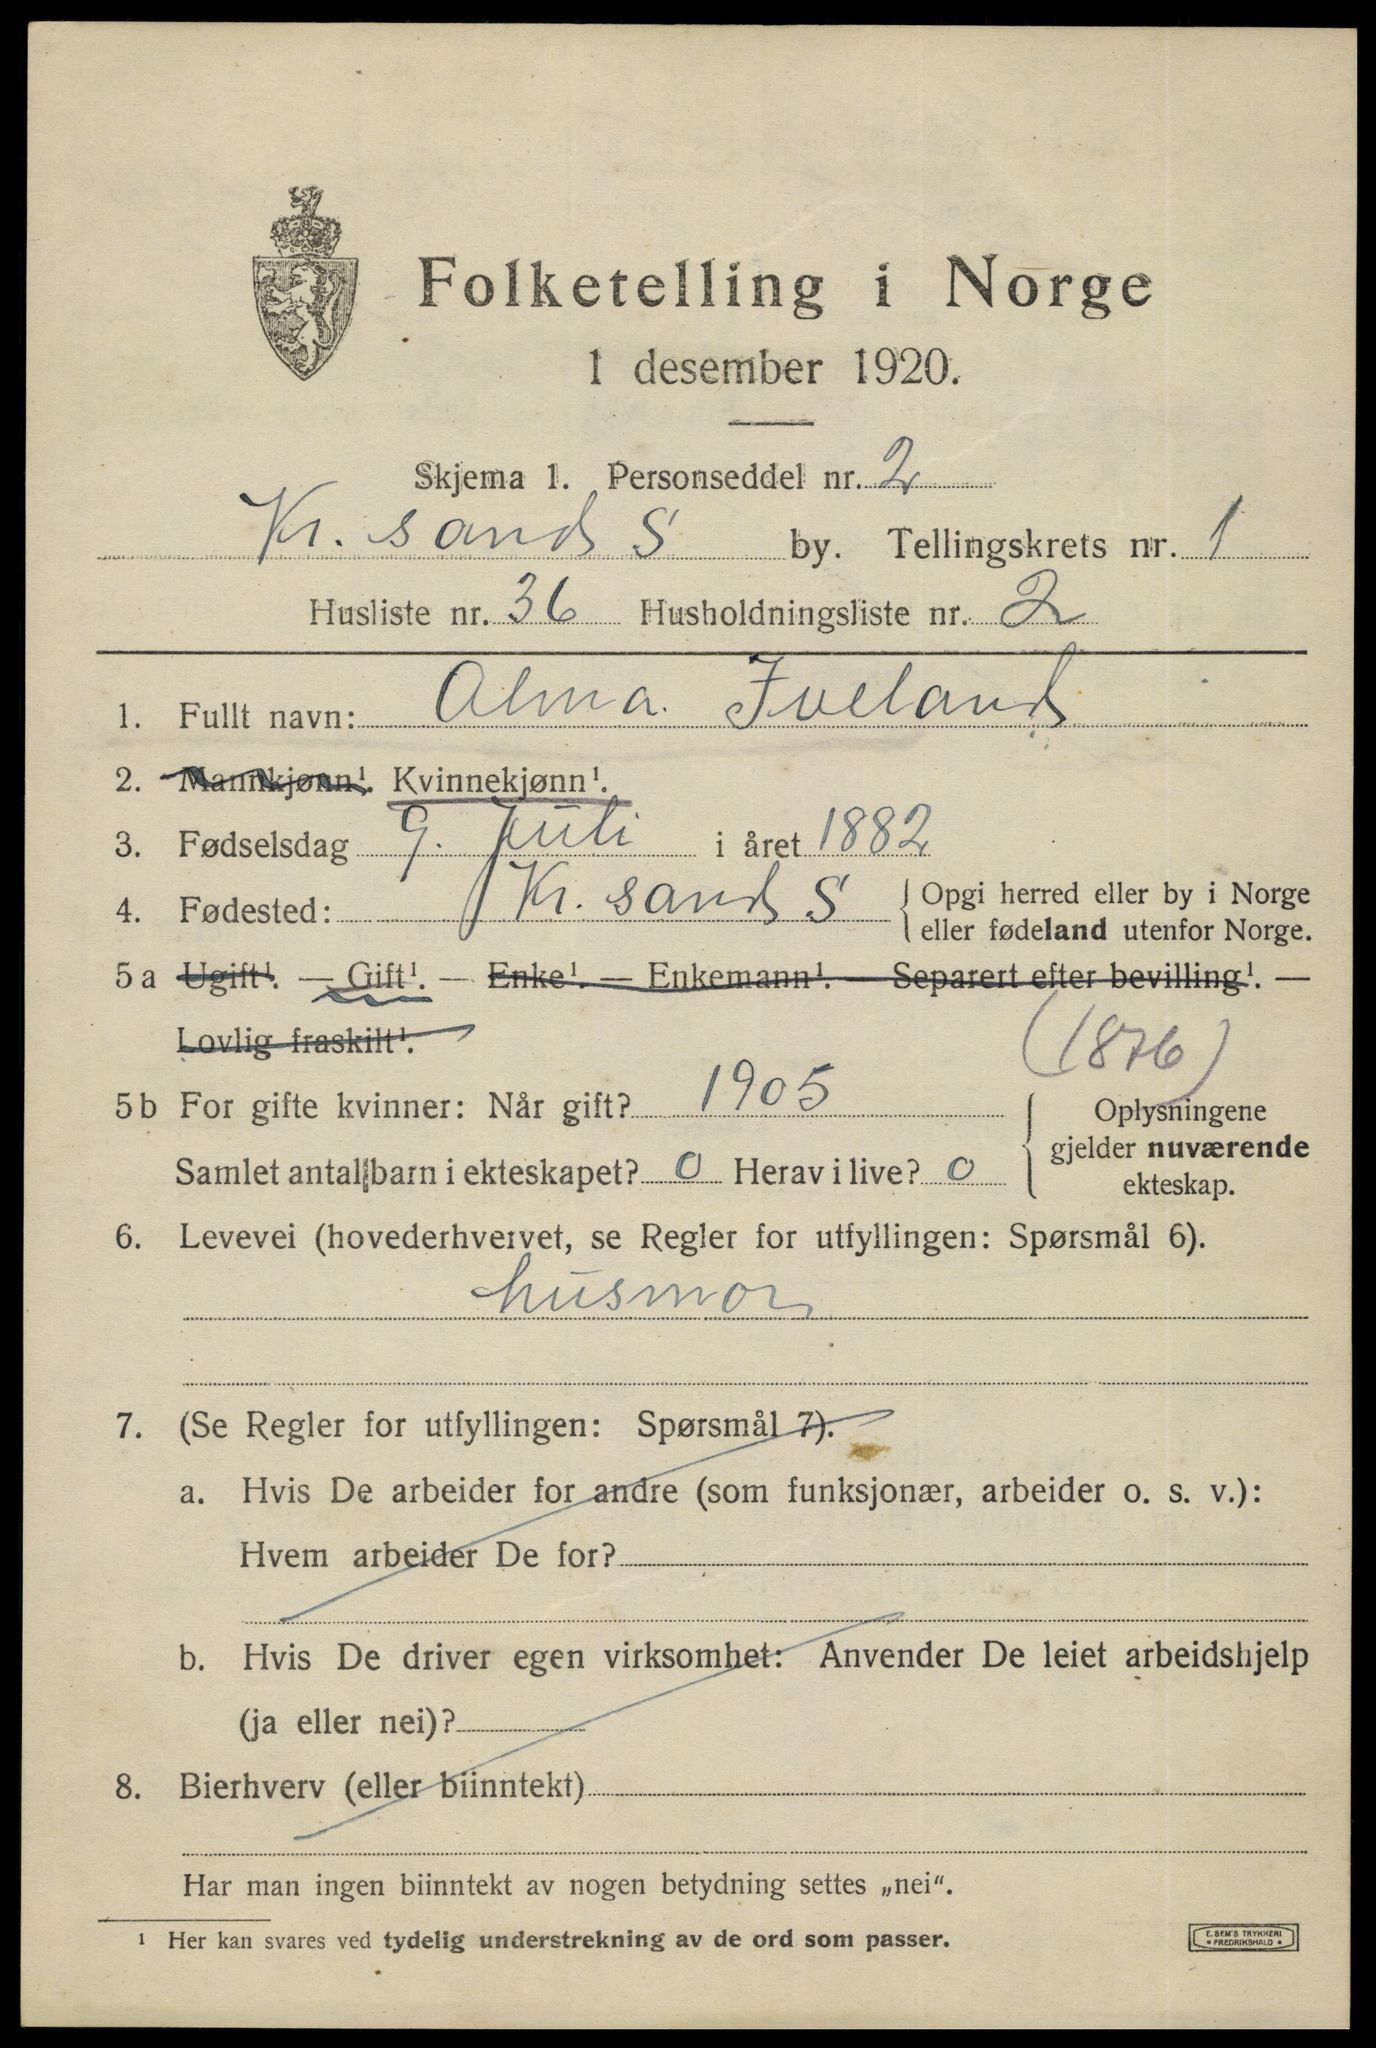 Folketelling i Norge
1 desember 1920.
Skjema 1. Personseddel nr. 2
Kr. sand S by. Tellingskrets nr. 1
Husliste nr. 36 Husholdningsliste nr. 2
1. Fullt navn: Alma Iveland
2. Mannkjønn¹. Kvinnekjønn¹.
3. Fødselsdag 9. Juli i året 1882
4. Fødested: Kr. sand S { Opgi herred eller by i Norge
eller fødeland utenfor Norge.
5 a Ugift¹. — Gift¹. — Enke¹. — Enkemann¹. — Separert efter bevilling¹. —
Lovlig fraskilt¹.
(1876)
5 b For gifte kvinner: Når gift? 1905 { Oplysningene
gjelder nuværende
Samlet antal barn i ekteskapet? 0 Herav i live? 0
ekteskap.
6. Levevei (hovederhvervet, se Regler for utfyllingen: Spørsmål 6).
husmor
7. (Se Regler for utfyllingen: Spørsmål 7).
a. Hvis De arbeider for andre (som funksjonær, arbeider o. s. v.):
Hvem arbeider De for?
b. Hvis De driver egen virksomhet: Anvender De leiet arbeidshjelp
(ja eller nei)?
8. Bierhverv (eller biinntekt)
Har man ingen biinntekt av nogen betydning settes „nei“.
¹ Her kan svares ved tydelig understrekning av de ord som passer.
E. SEM'S TRYKKERI
• FREDRIKSHALD •